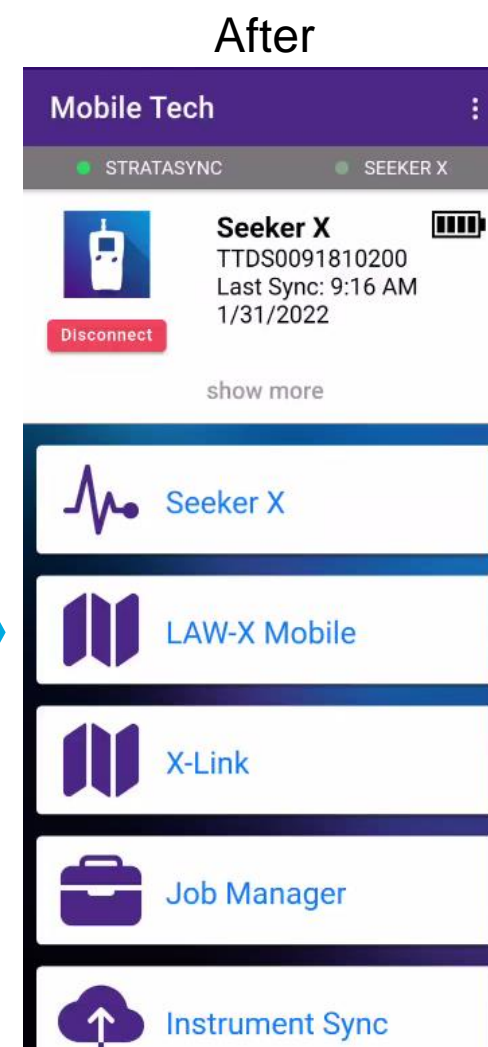 After
Mobile Tech
STRATASYNC SEEKER X
Seeker X
TTDS0091810200
Last Sync: 9:16 AM
1/31/2022
Disconnect
show more
Seeker X
LAW-X Mobile
X-Link
Job Manager
Instrument Sync